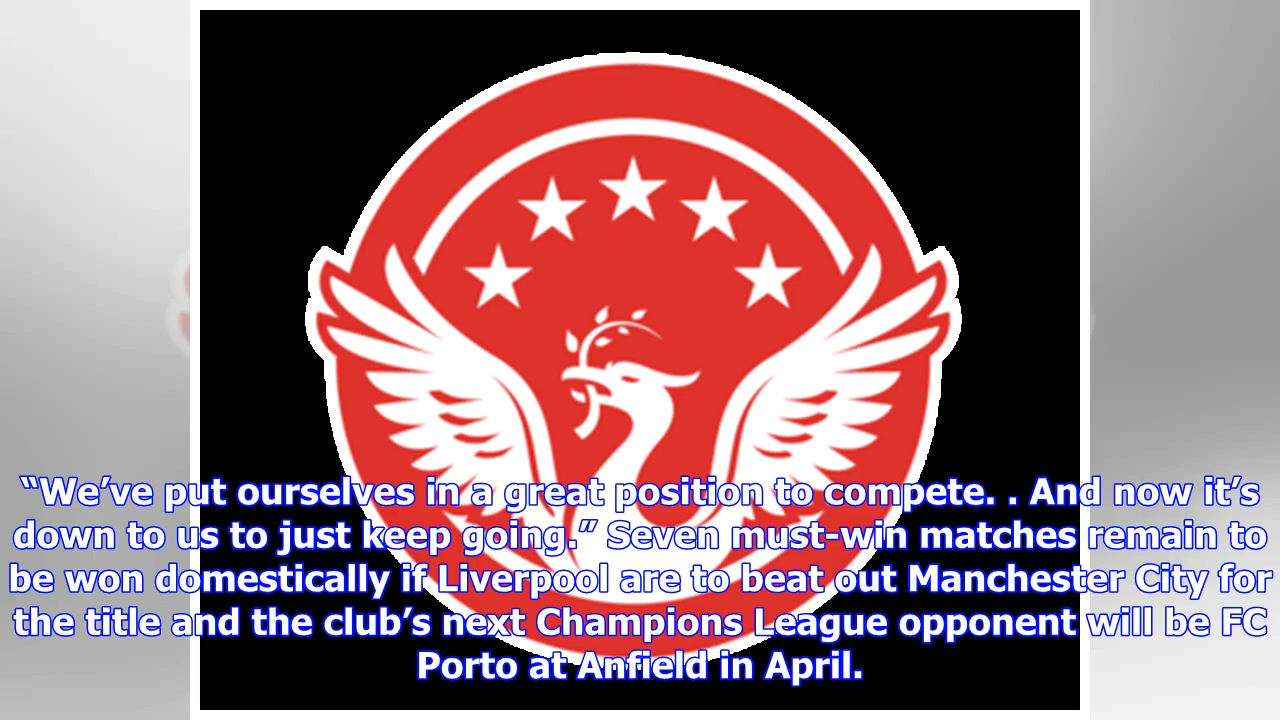 “We’ve put ourselves in a great position to compete. . And now it’s
down to us to just keep going.” Seven must-win matches remain to
be won domestically if Liverpool are to beat out Manchester City for
the title and the club’s next Champions League opponent will be FC
Porto at Anfield in April.